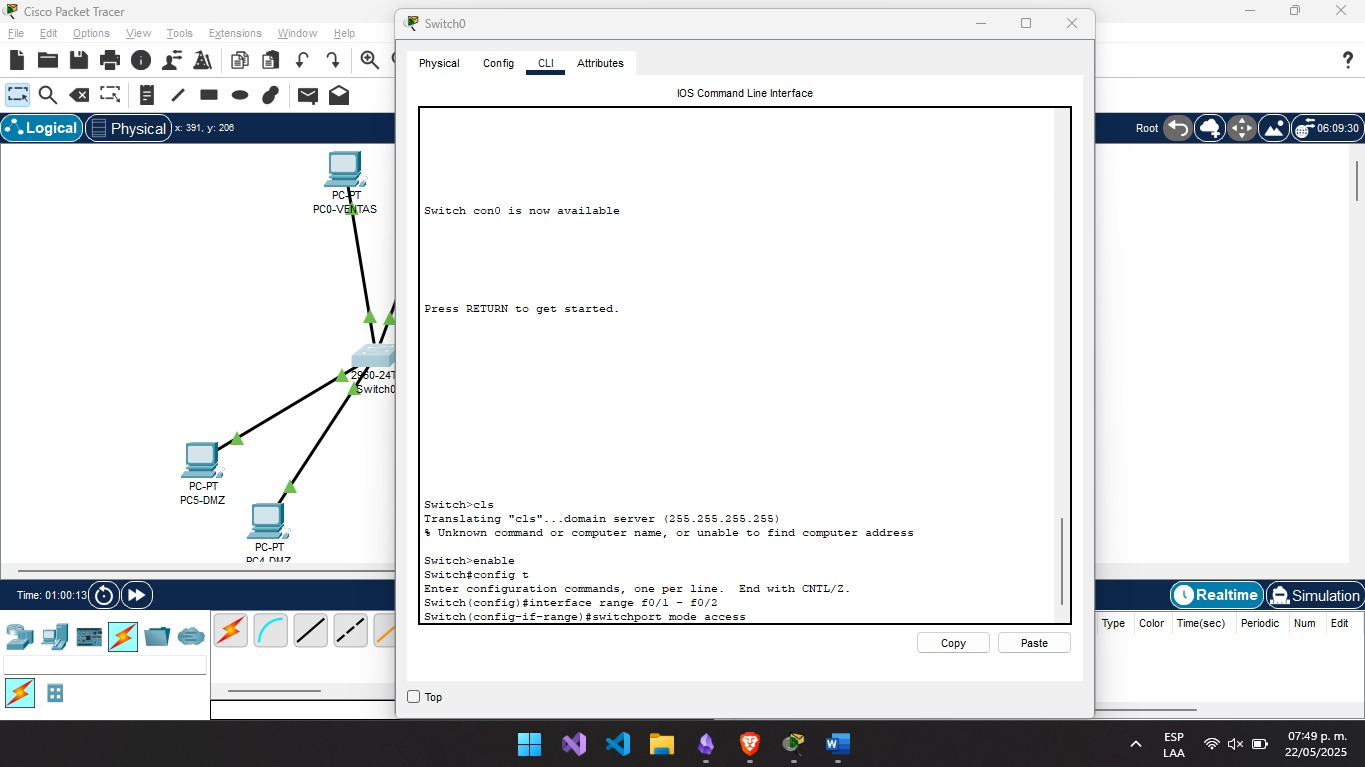 Cisco Packet Tracer
File Edit Options View Tools Extensions Window Help
Logical
Physical
x: 391, y: 206
Root
06:09:30
PC-PT
PC0-VENTAS
2960-24T
Switch0
PC-PT
PC5-DMZ
PC-PT
PC4-DMZ
Switch0
Physical Config CLI Attributes
IOS Command Line Interface
Switch con0 is now available
Press RETURN to get started.
Switch>cls
Translating "cls"...domain server (255.255.255.255)
% Unknown command or computer name, or unable to find computer address
Switch>enable
Switch#config t
Enter configuration commands, one per line.  End with CNTL/Z.
Switch(config)#interface range f0/1 - f0/2
Switch(config-if-range)#switchport mode access
Copy Paste
Top
Time: 01:00:13
Realtime
Simulation
Type Color Time(sec) Periodic Num Edit
ESP
LAA
07:49 p. m.
22/05/2025